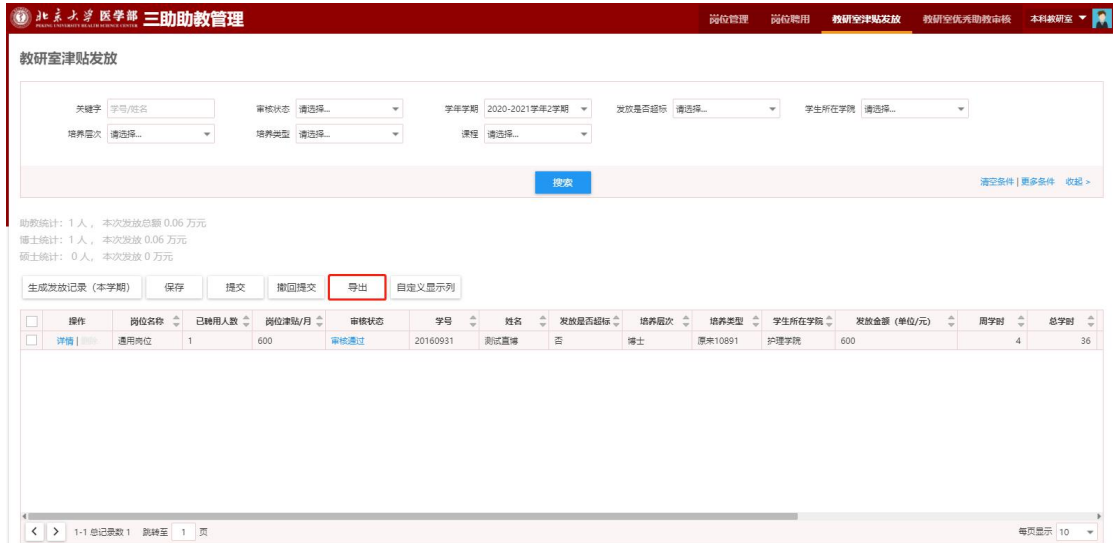 北京大学 医学部 三助助教管理 岗位管理 岗位聘用 教研室津贴发放 教研室优秀助教审核 本科教研室
PEKING UNIVERSITY HEALTH SCIENCE CENTER
教研室津贴发放
关键字 学号/姓名 审核状态 请选择... 学年学期 2020-2021学年2学期 发放是否超标 请选择... 学生所在学院 请选择...
培养层次 请选择... 培养类型 请选择... 课程 请选择...
搜索 清空条件 | 更多条件 收起 >
助教统计：1 人， 本次发放总额 0.06 万元
博士统计：1 人， 本次发放 0.06 万元
硕士统计： 0 人， 本次发放 0 万元
生成发放记录（本学期） 保存 提交 撤回提交 导出 自定义显示列
操作 岗位名称 已聘用人数 岗位津贴/月 审核状态 学号 姓名 发放是否超标 培养层次 培养类型 学生所在学院 发放金额（单位/元） 周学时 总学时
详情 | 通用岗位 1 600 审核通过 20160931 测试直博 否 博士 原来10891 护理学院 600 4 36
< > 1-1 总记录数 1 跳转至 1 页 每页显示 10